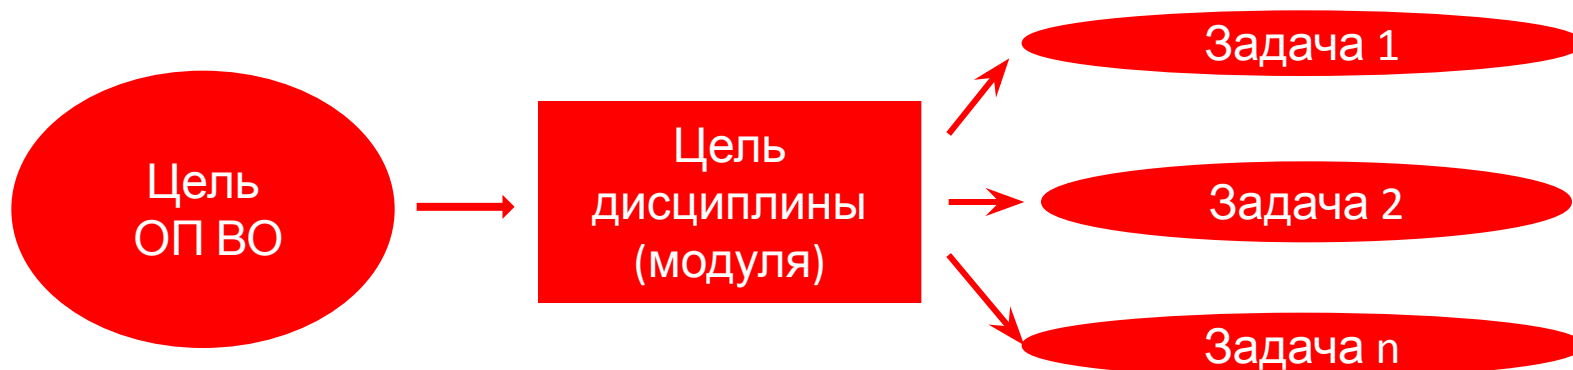 Цель
ОП ВО
Цель
дисциплины
(модуля)
Задача 1
Задача 2
Задача n